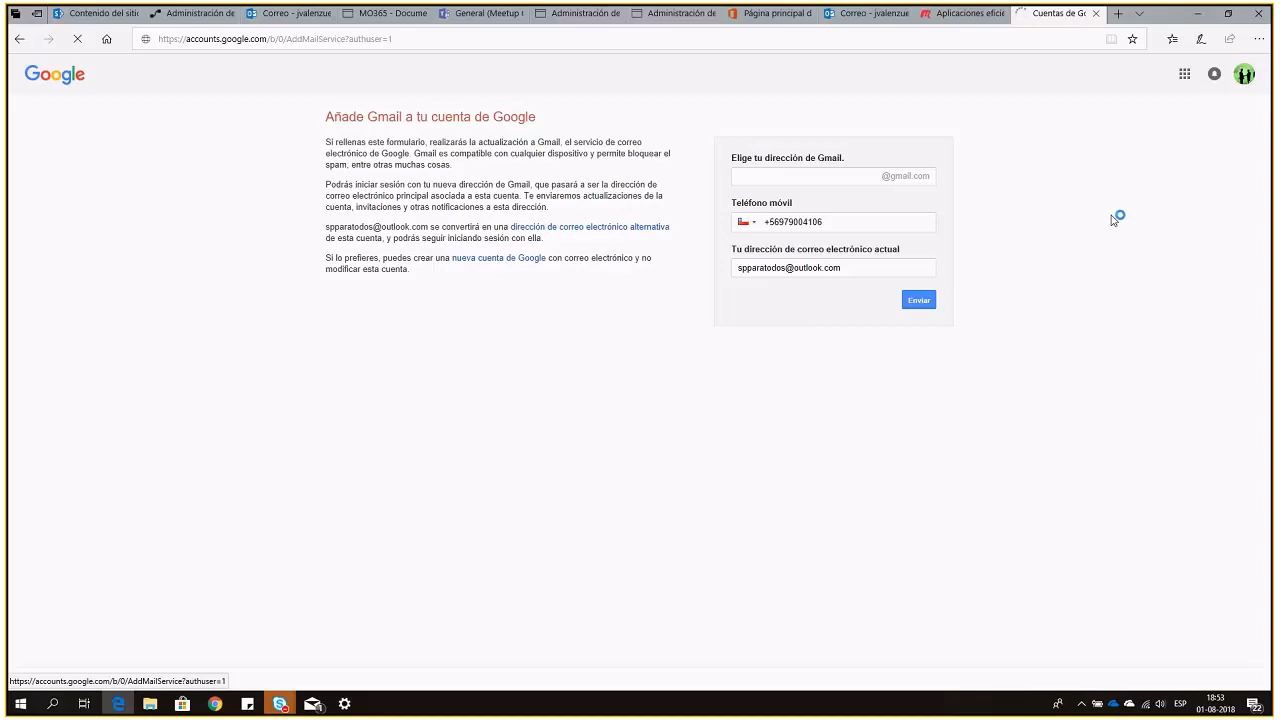 Contenido del sitic
Administración de
Correo - jvalenzue
MO365 - Docume
General (Meetup
Administración de
Administración de
Página principal d
Correo - jvalenzue
Aplicaciones eficie
Cuentas de Go
https://accounts.google.com/b/0/AddMailService?authuser=1
Google
Añade Gmail a tu cuenta de Google
Si rellenas este formulario, realizarás la actualización a Gmail, el servicio de correo
electrónico de Google. Gmail es compatible con cualquier dispositivo y permite bloquear el
spam, entre otras muchas cosas.
Podrás iniciar sesión con tu nueva dirección de Gmail, que pasará a ser la dirección de
correo electrónico principal asociada a esta cuenta. Te enviaremos actualizaciones de la
cuenta, invitaciones y otras notificaciones a esta dirección.
spparatodos@outlook.com se convertirá en una dirección de correo electrónico alternativa
de esta cuenta, y podrás seguir iniciando sesión con ella.
Si lo prefieres, puedes crear una nueva cuenta de Google con correo electrónico y no
modificar esta cuenta.
Elige tu dirección de Gmail.
@gmail.com
Teléfono móvil
+56979004106
Tu dirección de correo electrónico actual
spparatodos@outlook.com
Enviar
https://accounts.google.com/b/0/AddMailService?authuser=1
ESP
18:53
01-08-2018
22